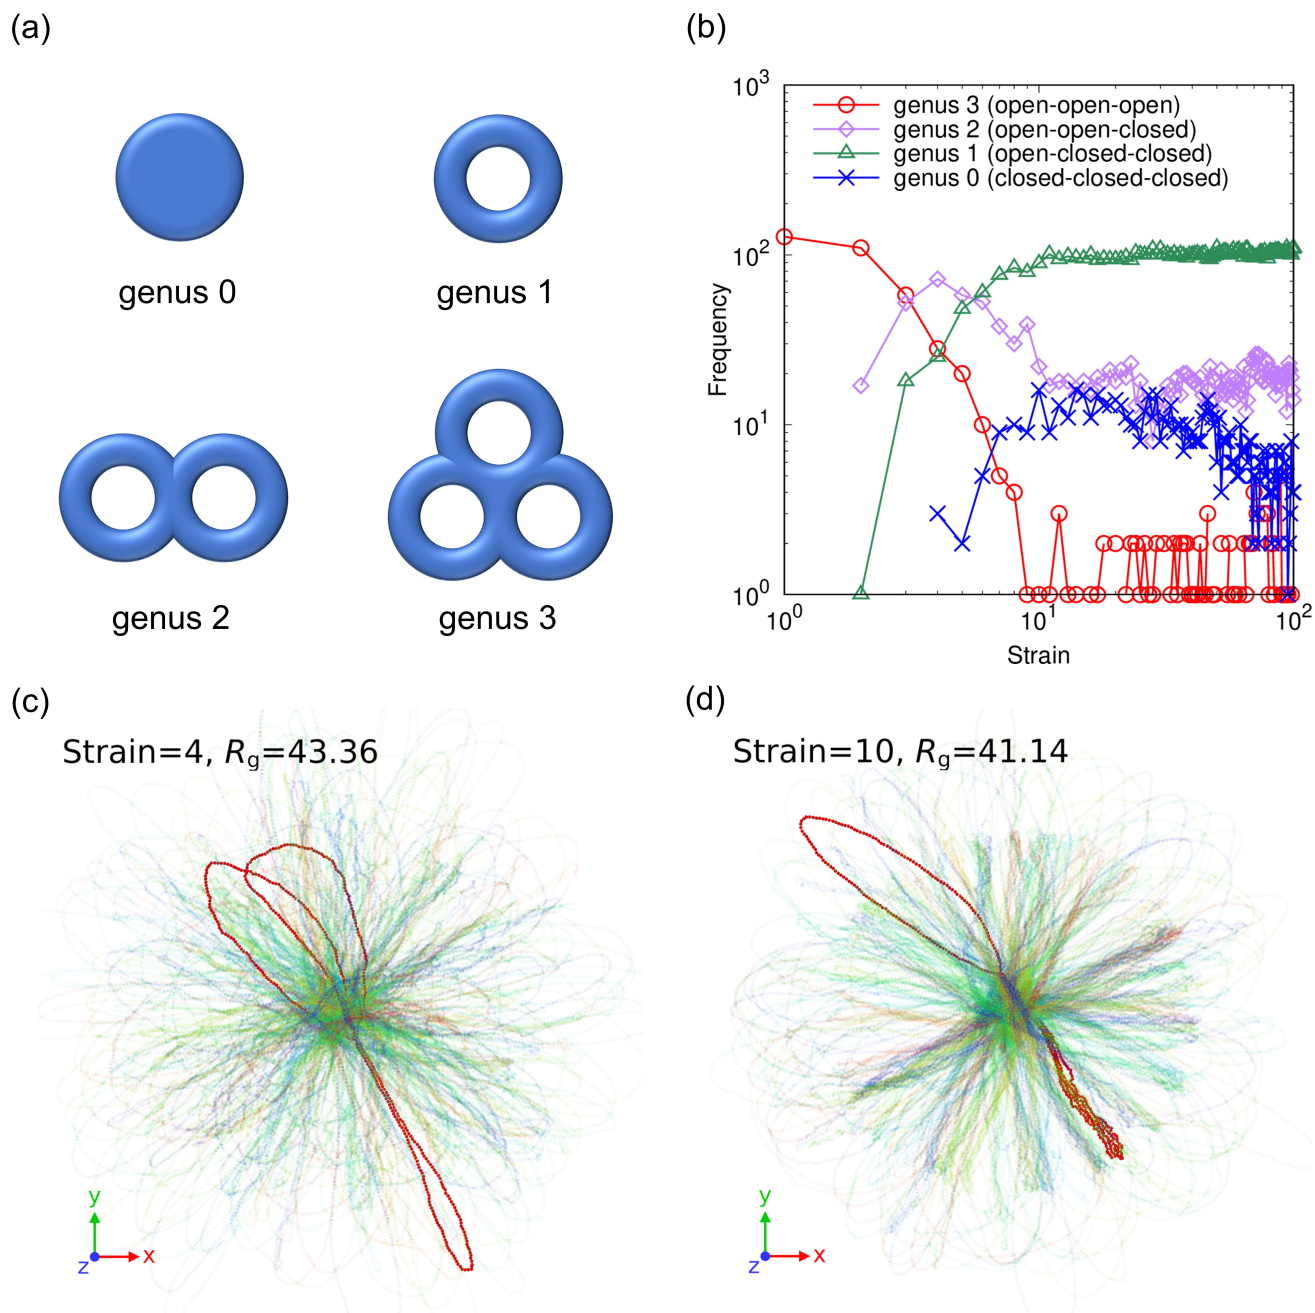 (a)
genus 0
genus 1
genus 2
genus 3
(b)
10³
10²
10¹
10⁰
Frequency
genus 3 (open-open-open)
genus 2 (open-open-closed)
genus 1 (open-closed-closed)
genus 0 (closed-closed-closed)
10⁰
10¹
10²
Strain
(c)
Strain=4, Rg=43.36
y
z
x
(d)
Strain=10, Rg=41.14
y
z
x